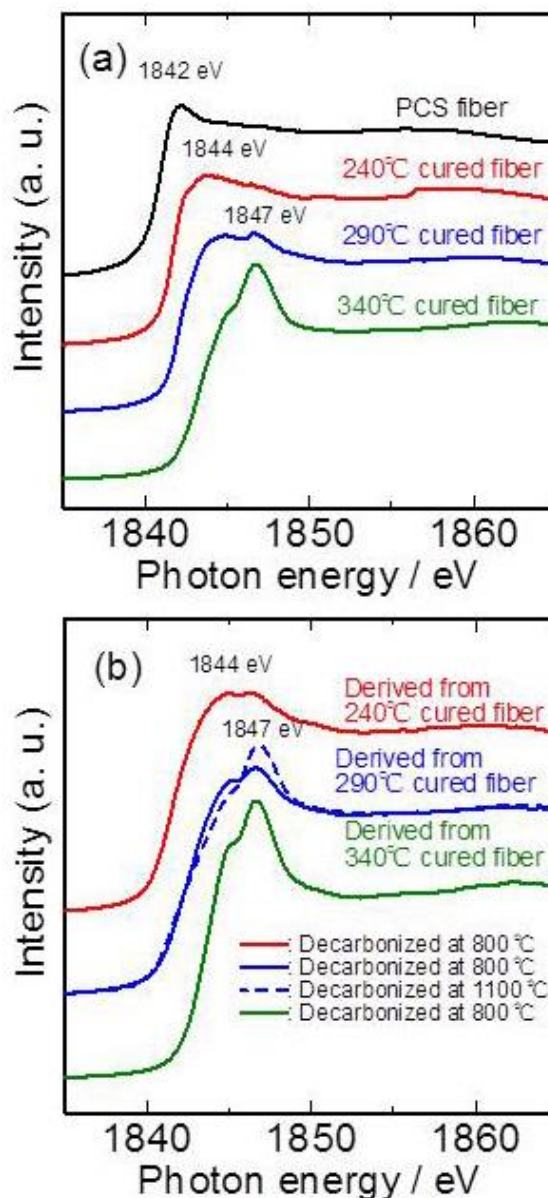 (a)
1842 eV
PCS fiber
1844 eV
240℃ cured fiber
1847 eV
290℃ cured fiber
340℃ cured fiber
Intensity (a. u.)
1840 1850 1860
Photon energy / eV
(b)
1844 eV
Derived from
240℃ cured fiber
1847 eV
Derived from
290℃ cured fiber
Derived from
340℃ cured fiber
: Decarbonized at 800℃
: Decarbonized at 800℃
: Decarbonized at 1100℃
: Decarbonized at 800℃
Intensity (a. u.)
1840 1850 1860
Photon energy / eV